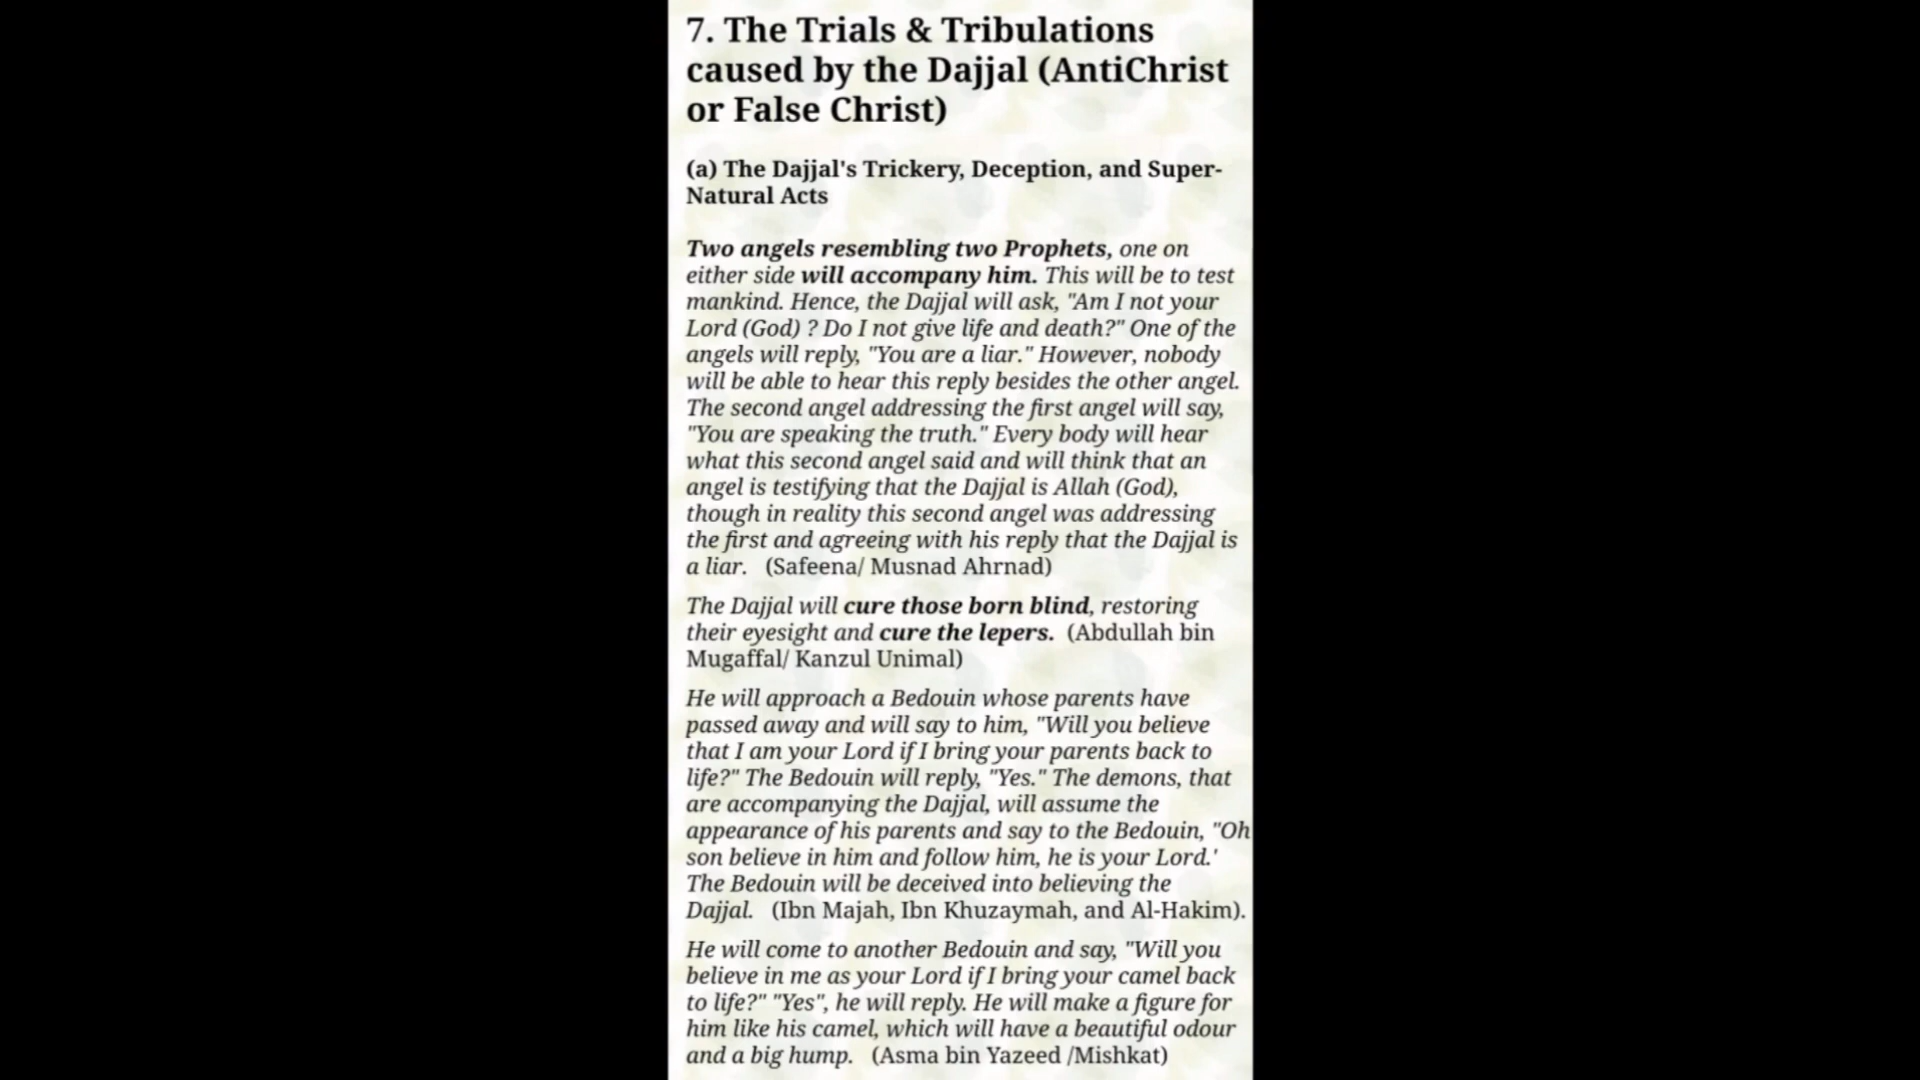 7. The Trials & Tribulations
caused by the Dajjal (AntiChrist
or False Christ)
(a) The Dajjal's Trickery, Deception, and Super-
Natural Acts
Two angels resembling two Prophets, one on
either side will accompany him. This will be to test
mankind. Hence, the Dajjal will ask, "Am I not your
Lord (God) ? Do I not give life and death?" One of the
angels will reply, "You are a liar." However, nobody
will be able to hear this reply besides the other angel.
The second angel addressing the first angel will say,
"You are speaking the truth." Every body will hear
what this second angel said and will think that an
angel is testifying that the Dajjal is Allah (God),
though in reality this second angel was addressing
the first and agreeing with his reply that the Dajjal is
a liar. (Safeena/ Musnad Ahrnad)
The Dajjal will cure those born blind, restoring
their eyesight and cure the lepers. (Abdullah bin
Mugaffal/ Kanzul Unimal)
He will approach a Bedouin whose parents have
passed away and will say to him, "Will you believe
that I am your Lord if I bring your parents back to
life?" The Bedouin will reply, "Yes." The demons, that
are accompanying the Dajjal, will assume the
appearance of his parents and say to the Bedouin, "Oh
son believe in him and follow him, he is your Lord.'
The Bedouin will be deceived into believing the
Dajjal. (Ibn Majah, Ibn Khuzaymah, and Al-Hakim).
He will come to another Bedouin and say, "Will you
believe in me as your Lord if I bring your camel back
to life?" "Yes", he will reply. He will make a figure for
him like his camel, which will have a beautiful odour
and a big hump. (Asma bin Yazeed /Mishkat)